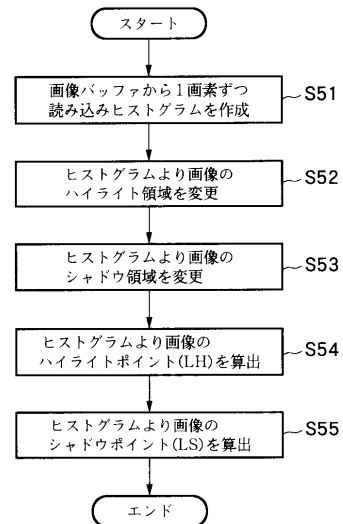 スタート
画像バッファから1画素ずつ
読み込みヒストグラムを作成
S51
ヒストグラムより画像の
ハイライト領域を変更
S52
ヒストグラムより画像の
シャドウ領域を変更
S53
ヒストグラムより画像の
ハイライトポイント(LH)を算出
S54
ヒストグラムより画像の
シャドウポイント(LS)を算出
S55
エンド